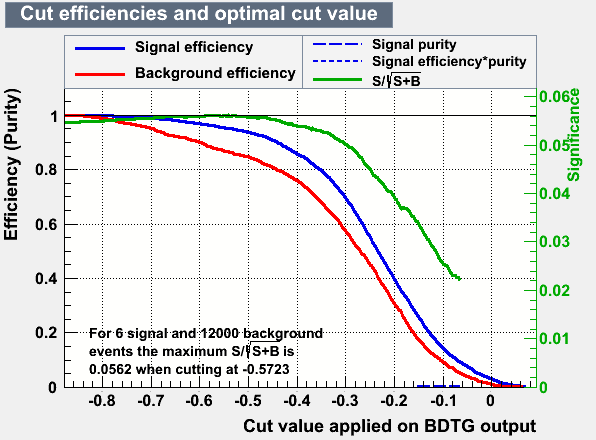 Cut efficiencies and optimal cut value
Signal efficiency
Background efficiency
Signal purity
Signal efficiency*purity
S/√S+B
Efficiency (Purity)
1
0.8
0.6
0.4
0.2
0
0.06
0.05
0.04
0.03
0.02
0.01
0
Significance
For 6 signal and 12000 background
events the maximum S/√S+B is
0.0562 when cutting at -0.5723
-0.8 -0.7 -0.6 -0.5 -0.4 -0.3 -0.2 -0.1 0
Cut value applied on BDTG output